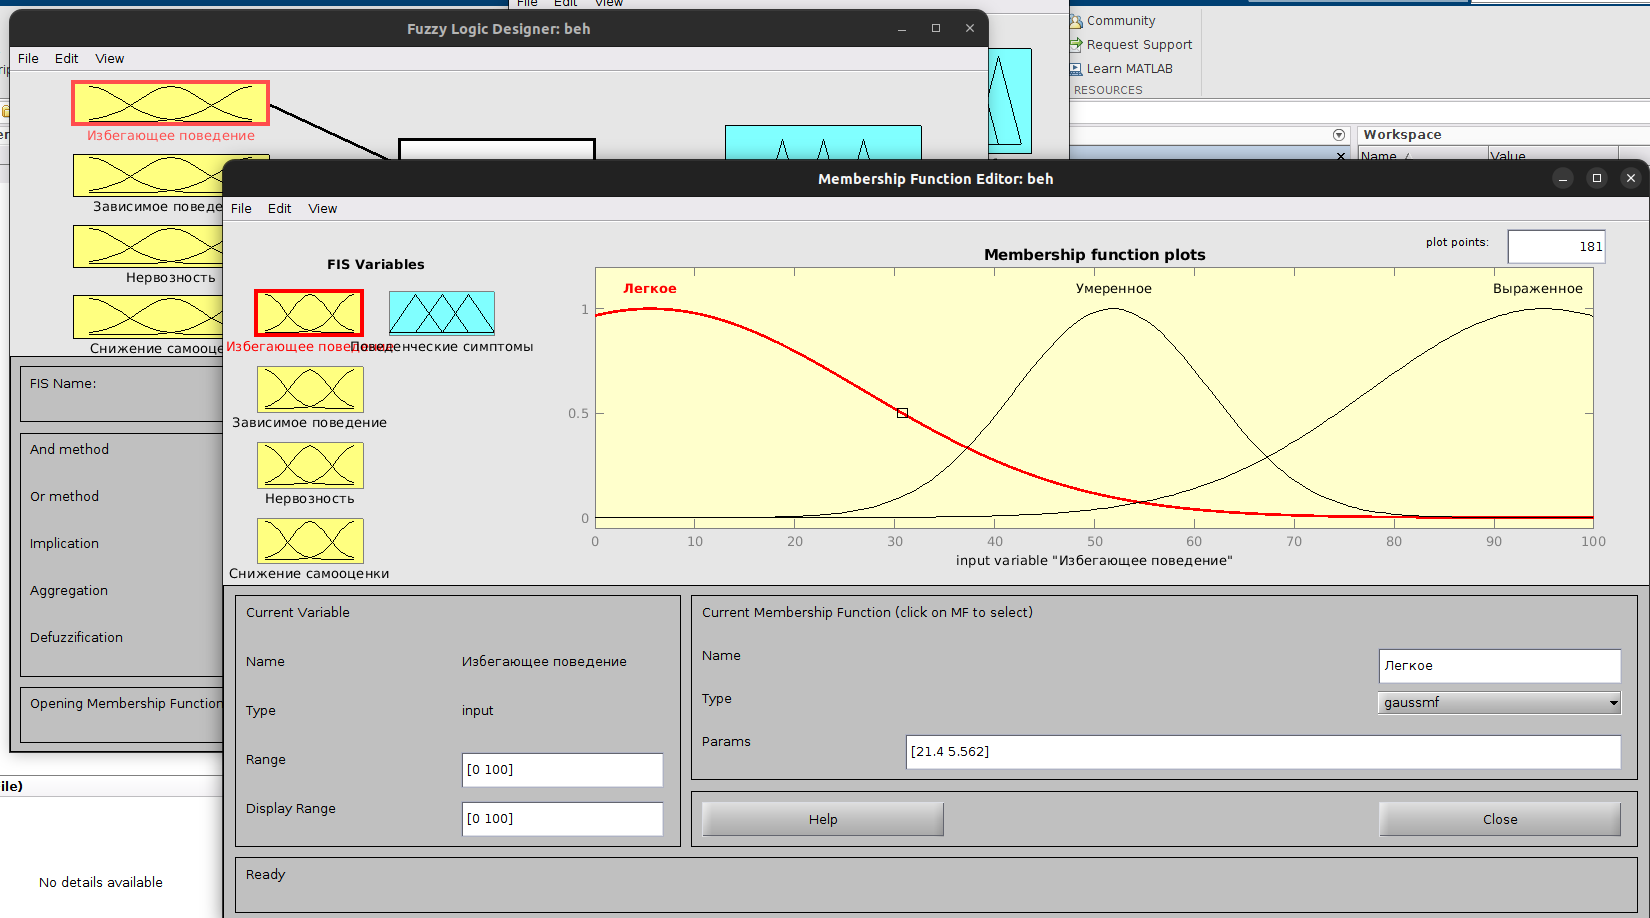 File Edit View
Community
Request Support
Learn MATLAB
RESOURCES
Workspace
Name Value
Fuzzy Logic Designer: beh
File Edit View
Избегающее поведение
Нервозность
FIS Name:
And method
Or method
Implication
Aggregation
Defuzzification
Opening Membership Function
No details available
Membership Function Editor: beh
File Edit View
FIS Variables
Избегающее поведение
Поведенческие симптомы
Зависимое поведение
Нервозность
Снижение самооценки
plot points: 181
Membership function plots
Легкое Умеренное Выраженное
1
0.5
0
0 10 20 30 40 50 60 70 80 90 100
input variable "Избегающее поведение"
Current Variable
Name Избегающее поведение
Type input
Range [0 100]
Display Range [0 100]
Current Membership Function (click on MF to select)
Name Легкое
Type gaussmf
Params [21.4 5.562]
Help Close
Ready